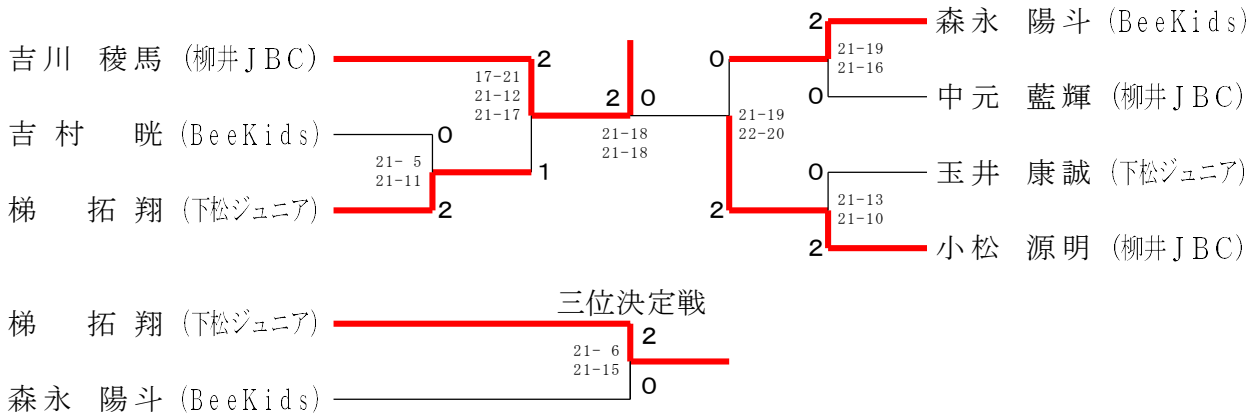 吉川 稜馬 (柳井JBC)
2
17-21
21-12
21-17
吉村 晄 (BeeKids)
0
21- 5
21-11
1
梯 拓翔 (下松ジュニア)
2
2 0
21-18
21-18
2
森永 陽斗 (BeeKids)
0
21-19
21-16
0
中元 藍輝 (柳井JBC)
21-19
22-20
0
玉井 康誠 (下松ジュニア)
21-13
21-10
2
2
小松 源明 (柳井JBC)
三位決定戦
梯 拓翔 (下松ジュニア)
2
21- 6
21-15
0
森永 陽斗 (BeeKids)